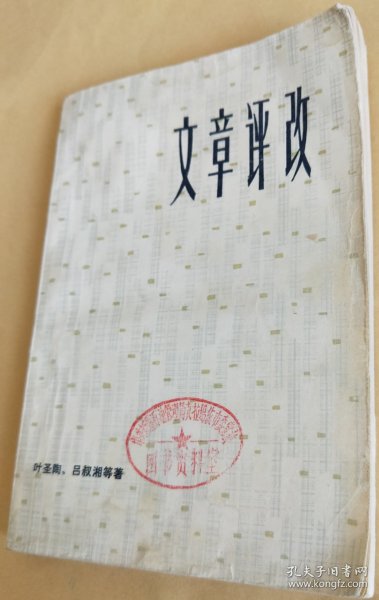 文章评改
图书资料室
叶圣陶、吕叔湘等著
孔夫子旧书网
kongfz.com